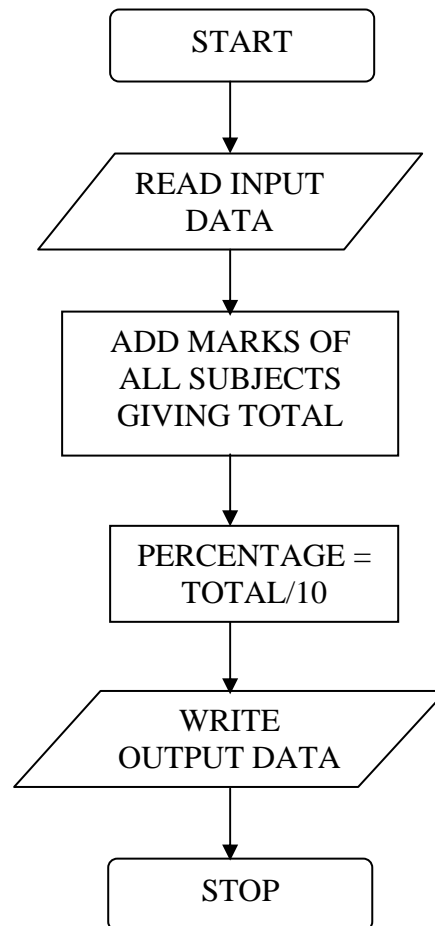 START
READ INPUT
DATA
ADD MARKS OF
ALL SUBJECTS
GIVING TOTAL
PERCENTAGE =
TOTAL/10
WRITE
OUTPUT DATA
STOP